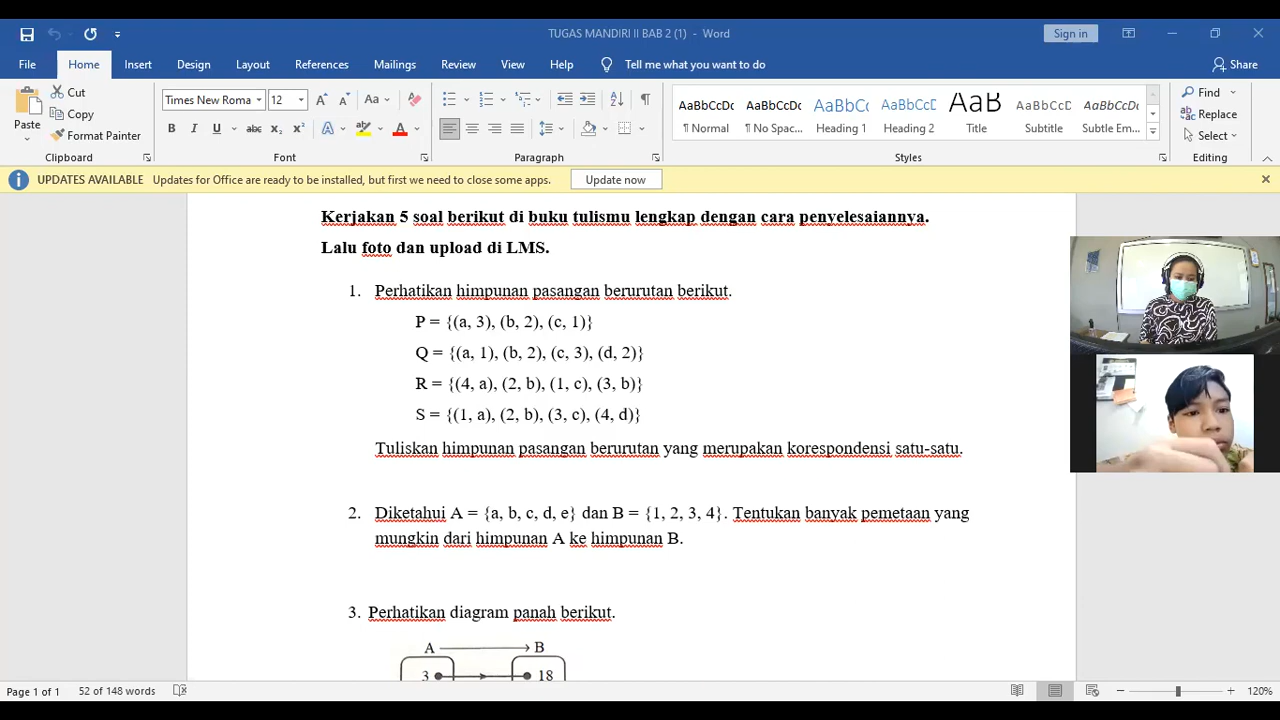 TUGAS MANDIRI II BAB 2 (1) - Word
Sign in
File Home Insert Design Layout References Mailings Review View Help Tell me what you want to do Share
Paste
Cut
Copy
Format Painter
Clipboard
Times New Roma 12
Font
Paragraph
AaBbCcDc AaBbCcDc AaBbCcD AaBbCcD AaB AaBbCcD AaBbCcD
¶ Normal ¶ No Spac... Heading 1 Heading 2 Title Subtitle Subtle Em...
Styles
Find
Replace
Select
Editing
UPDATES AVAILABLE Updates for Office are ready to be installed, but first we need to close some apps. Update now
Kerjakan 5 soal berikut di buku tulismu lengkap dengan cara penyelesaiannya.
Lalu foto dan upload di LMS.
1. Perhatikan himpunan pasangan berurutan berikut.
P = {(a, 3), (b, 2), (c, 1)}
Q = {(a, 1), (b, 2), (c, 3), (d, 2)}
R = {(4, a), (2, b), (1, c), (3, b)}
S = {(1, a), (2, b), (3, c), (4, d)}
Tuliskan himpunan pasangan berurutan yang merupakan korespondensi satu-satu.
2. Diketahui A = {a, b, c, d, e} dan B = {1, 2, 3, 4}. Tentukan banyak pemetaan yang
mungkin dari himpunan A ke himpunan B.
3. Perhatikan diagram panah berikut.
A B
3 18
Page 1 of 1 52 of 148 words 120%